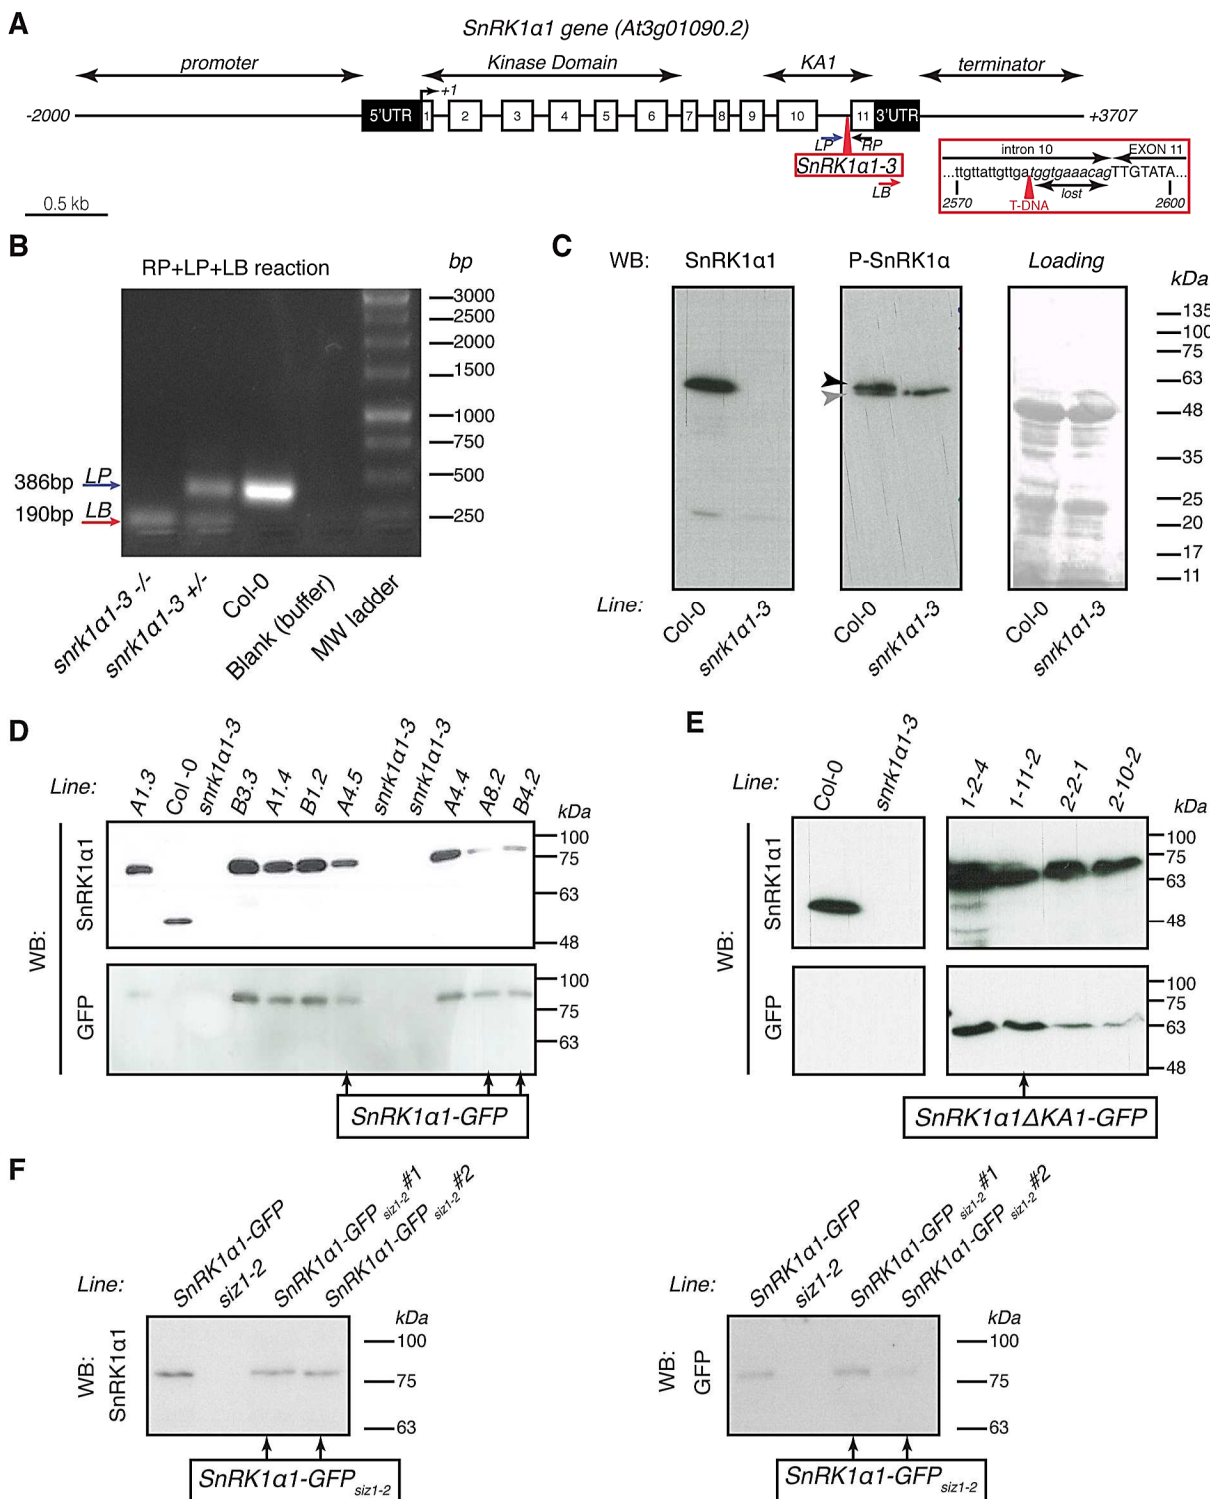 A
SnRK1α1 gene (At3g01090.2)
promoter
Kinase Domain
KA1
terminator
+1
-2000
5'UTR
1
2
3
4
5
6
7
8
9
10
11
3'UTR
+3707
LP
RP
SnRK1α1-3
LB
0.5 kb
intron 10
EXON 11
...ttgttattgttgatggtgaaacagTTGTATA...
lost
2570
T-DNA
2600
B
RP+LP+LB reaction
bp
3000
2500
2000
1500
1000
750
500
250
386bp LP
190bp LB
snrk1α1-3 -/-
snrk1α1-3 +/-
Col-0
Blank (buffer)
MW ladder
C
WB:
SnRK1α1
P-SnRK1α
Loading
kDa
135
100
75
63
48
35
25
20
17
11
Line:
Col-0
snrk1α1-3
Col-0
snrk1α1-3
Col-0
snrk1α1-3
D
Line:
A1.3
Col -0
snrk1α1-3
B3.3
A1.4
B1.2
A4.5
snrk1α1-3
snrk1α1-3
A4.4
A8.2
B4.2
kDa
WB:
SnRK1α1
100
75
63
48
GFP
100
75
63
SnRK1α1-GFP
E
Line:
Col-0
snrk1α1-3
1-2-4
1-11-2
2-2-1
2-10-2
kDa
WB:
SnRK1α1
100
75
63
48
GFP
100
75
63
48
SnRK1α1ΔKA1-GFP
F
Line:
SnRK1α1-GFP
siz1-2
SnRK1α1-GFP siz1-2 #1
SnRK1α1-GFP siz1-2 #2
kDa
WB:
SnRK1α1
100
75
63
SnRK1α1-GFP siz1-2
Line:
SnRK1α1-GFP
siz1-2
SnRK1α1-GFP siz1-2 #1
SnRK1α1-GFP siz1-2 #2
kDa
WB:
GFP
100
75
63
SnRK1α1-GFP siz1-2